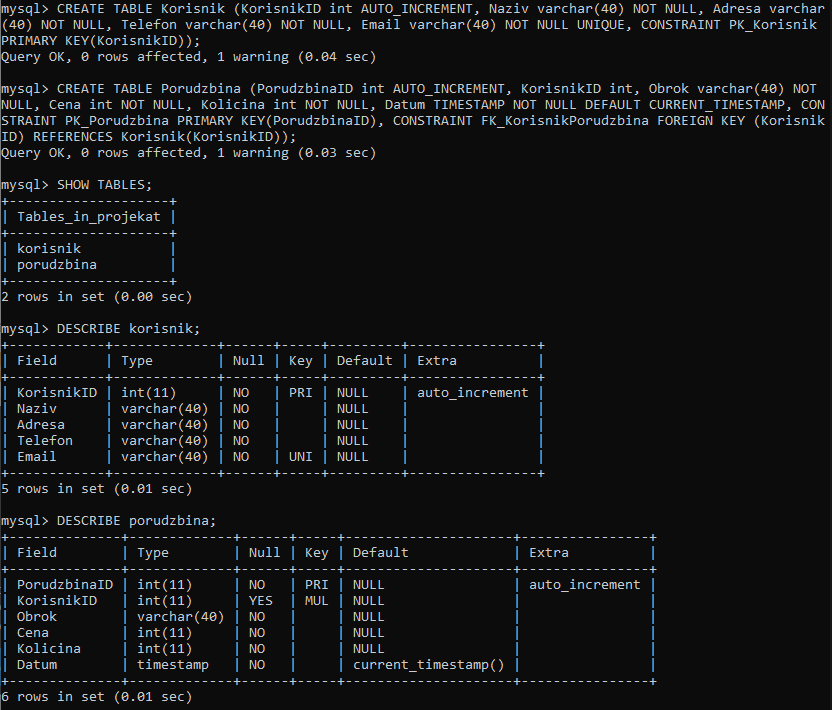 mysql> CREATE TABLE Korisnik (KorisnikID int AUTO_INCREMENT, Naziv varchar(40) NOT NULL, Adresa varchar
(40) NOT NULL, Telefon varchar(40) NOT NULL, Email varchar(40) NOT NULL UNIQUE, CONSTRAINT PK_Korisnik
PRIMARY KEY(KorisnikID));
Query OK, 0 rows affected, 1 warning (0.04 sec)

mysql> CREATE TABLE Porudzbina (PorudzbinaID int AUTO_INCREMENT, KorisnikID int, Obrok varchar(40) NOT
NULL, Cena int NOT NULL, Kolicina int NOT NULL, Datum TIMESTAMP NOT NULL DEFAULT CURRENT_TIMESTAMP, CON
STRAINT PK_Porudzbina PRIMARY KEY(PorudzbinaID), CONSTRAINT FK_KorisnikPorudzbina FOREIGN KEY (Korisnik
ID) REFERENCES Korisnik(KorisnikID));
Query OK, 0 rows affected, 1 warning (0.03 sec)

mysql> SHOW TABLES;
+---------------------+
| Tables_in_projekat |
+---------------------+
| korisnik           |
| porudzbina         |
+---------------------+
2 rows in set (0.00 sec)

mysql> DESCRIBE korisnik;
+------------+-------------+------+-----+---------+----------------+
| Field      | Type        | Null | Key | Default | Extra          |
+------------+-------------+------+-----+---------+----------------+
| KorisnikID | int(11)     | NO   | PRI | NULL    | auto_increment |
| Naziv      | varchar(40) | NO   |     | NULL    |                |
| Adresa     | varchar(40) | NO   |     | NULL    |                |
| Telefon    | varchar(40) | NO   |     | NULL    |                |
| Email      | varchar(40) | NO   | UNI | NULL    |                |
+------------+-------------+------+-----+---------+----------------+
5 rows in set (0.01 sec)

mysql> DESCRIBE porudzbina;
+--------------+-------------+------+-----+---------------------+----------------+
| Field        | Type        | Null | Key | Default             | Extra          |
+--------------+-------------+------+-----+---------------------+----------------+
| PorudzbinaID | int(11)     | NO   | PRI | NULL                | auto_increment |
| KorisnikID   | int(11)     | YES  | MUL | NULL                |                |
| Obrok        | varchar(40) | NO   |     | NULL                |                |
| Cena         | int(11)     | NO   |     | NULL                |                |
| Kolicina     | int(11)     | NO   |     | NULL                |                |
| Datum        | timestamp   | NO   |     | current_timestamp() |                |
+--------------+-------------+------+-----+---------------------+----------------+
6 rows in set (0.01 sec)